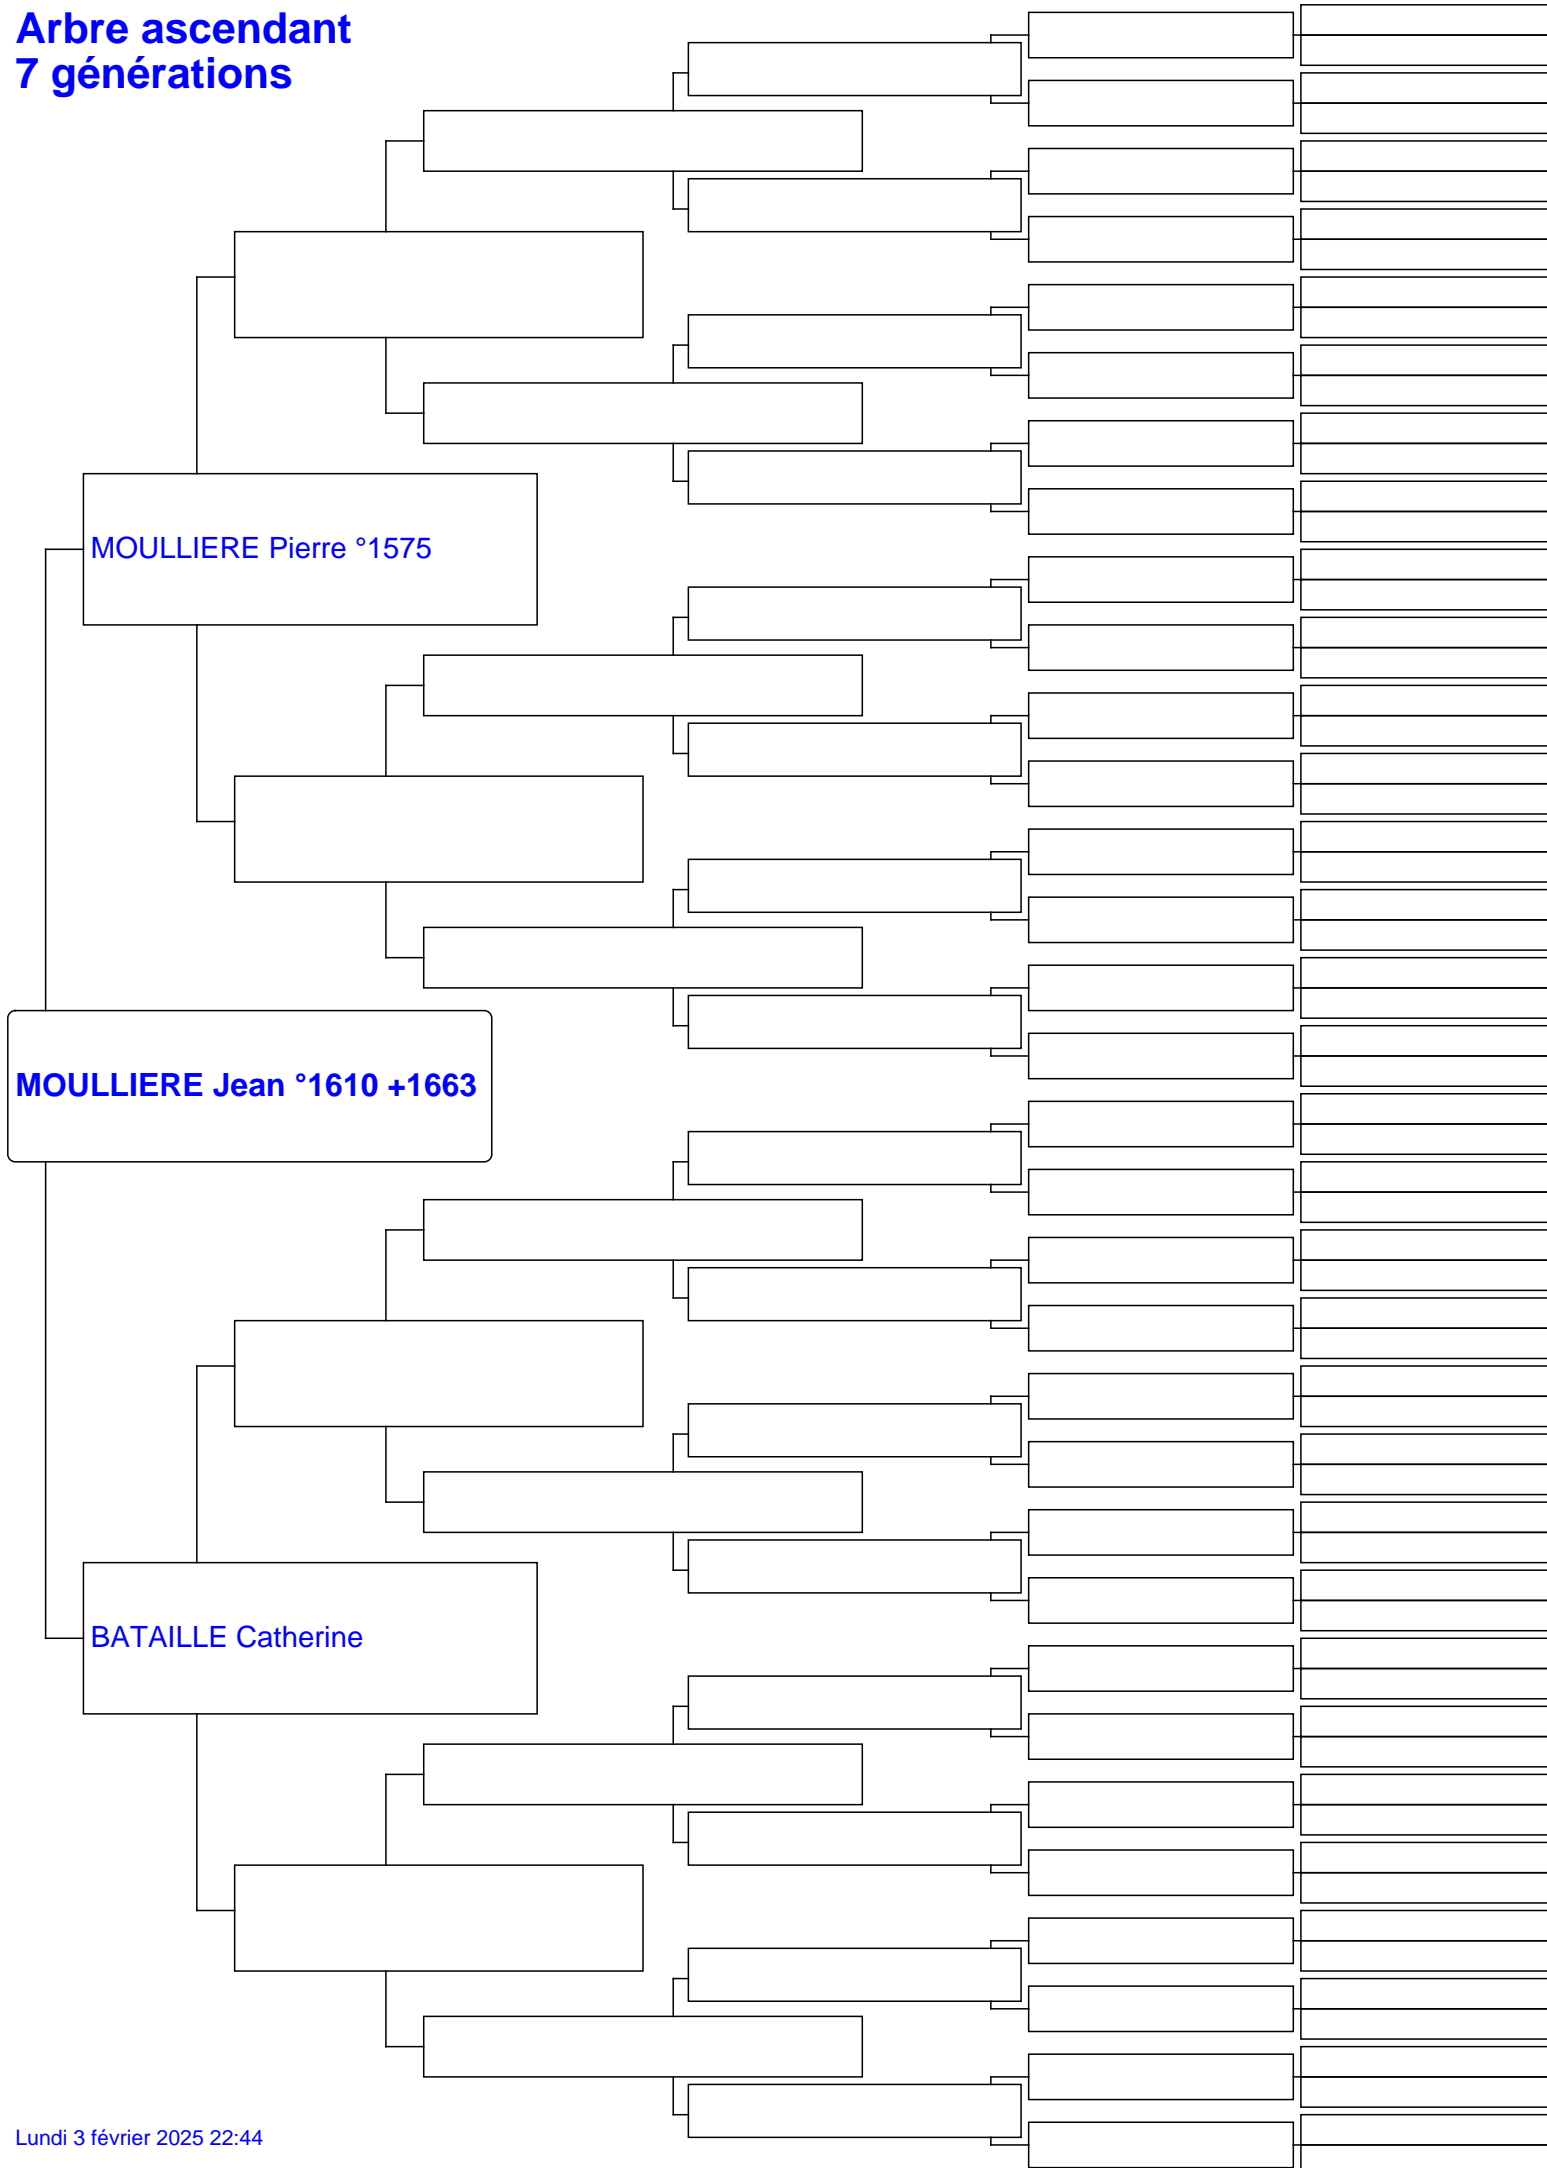 Arbre ascendant
7 générations
MOULLIERE Pierre °1575
MOULLIERE Jean °1610 +1663
BATAILLE Catherine
Lundi 3 février 2025 22:44